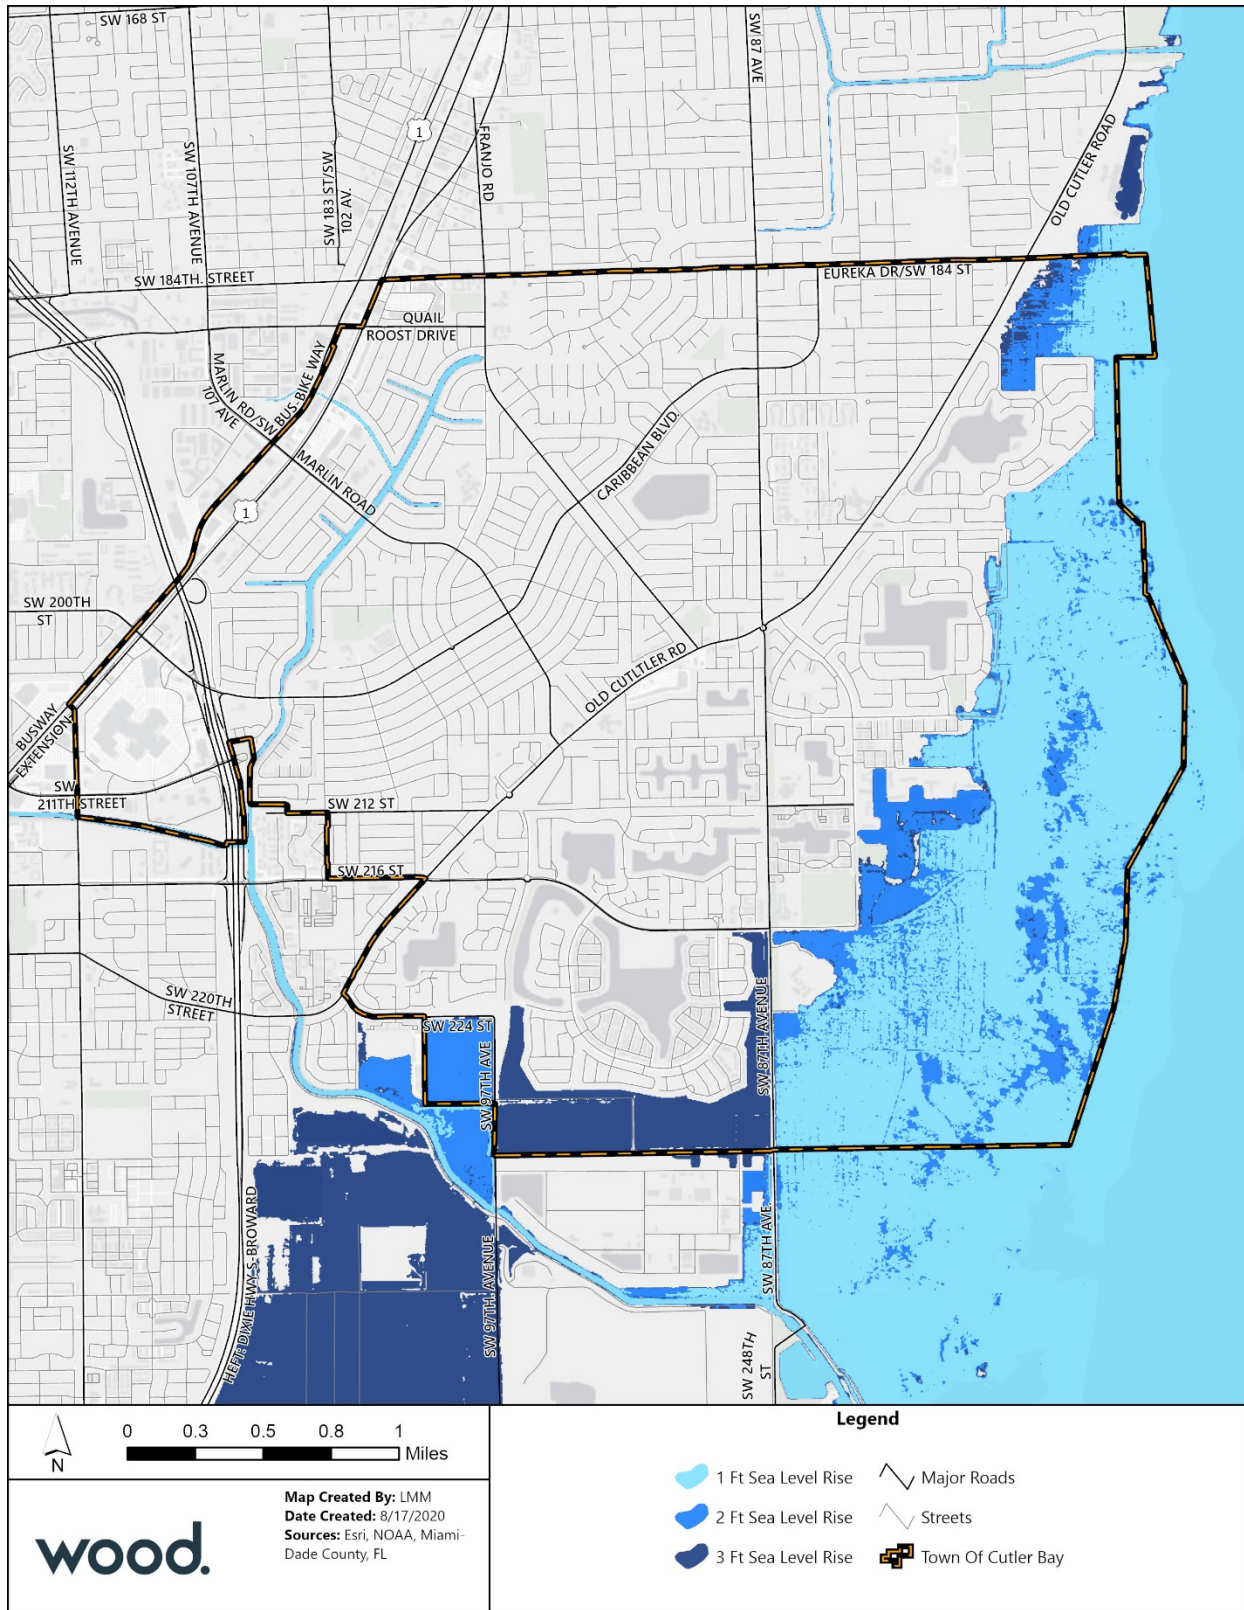 SW 168 ST
SW 112TH AVENUE
SW 107TH AVENUE
SW 183 ST/SW
102 AV.
1
FRANJO RD
SW 87 AVE
OLD CUTLER ROAD
SW 184TH. STREET
EUREKA DR/SW 184 ST
QUAIL
ROOST DRIVE
BUS-BIKE WAY
MARLIN RD/SW
107 AVE
MARLIN ROAD
CARIBBEAN BLVD.
1
SW 200TH
ST
OLD CUTLTLER RD
BUSWAY
EXTENSION
SW
211TH STREET
SW 212 ST
SW 216 ST
SW 220TH
STREET
SW 224 ST
SW 97TH AVE
SW 87TH AVENUE
HEFT: DIXIE HWY-S-BROWARD
SW 97TH AVENUE
SW 87TH AVE.
SW 248TH
ST
N
0 0.3 0.5 0.8 1
Miles
wood.
Map Created By: LMM
Date Created: 8/17/2020
Sources: Esri, NOAA, Miami-
Dade County, FL
Legend
1 Ft Sea Level Rise
2 Ft Sea Level Rise
3 Ft Sea Level Rise
Major Roads
Streets
Town Of Cutler Bay